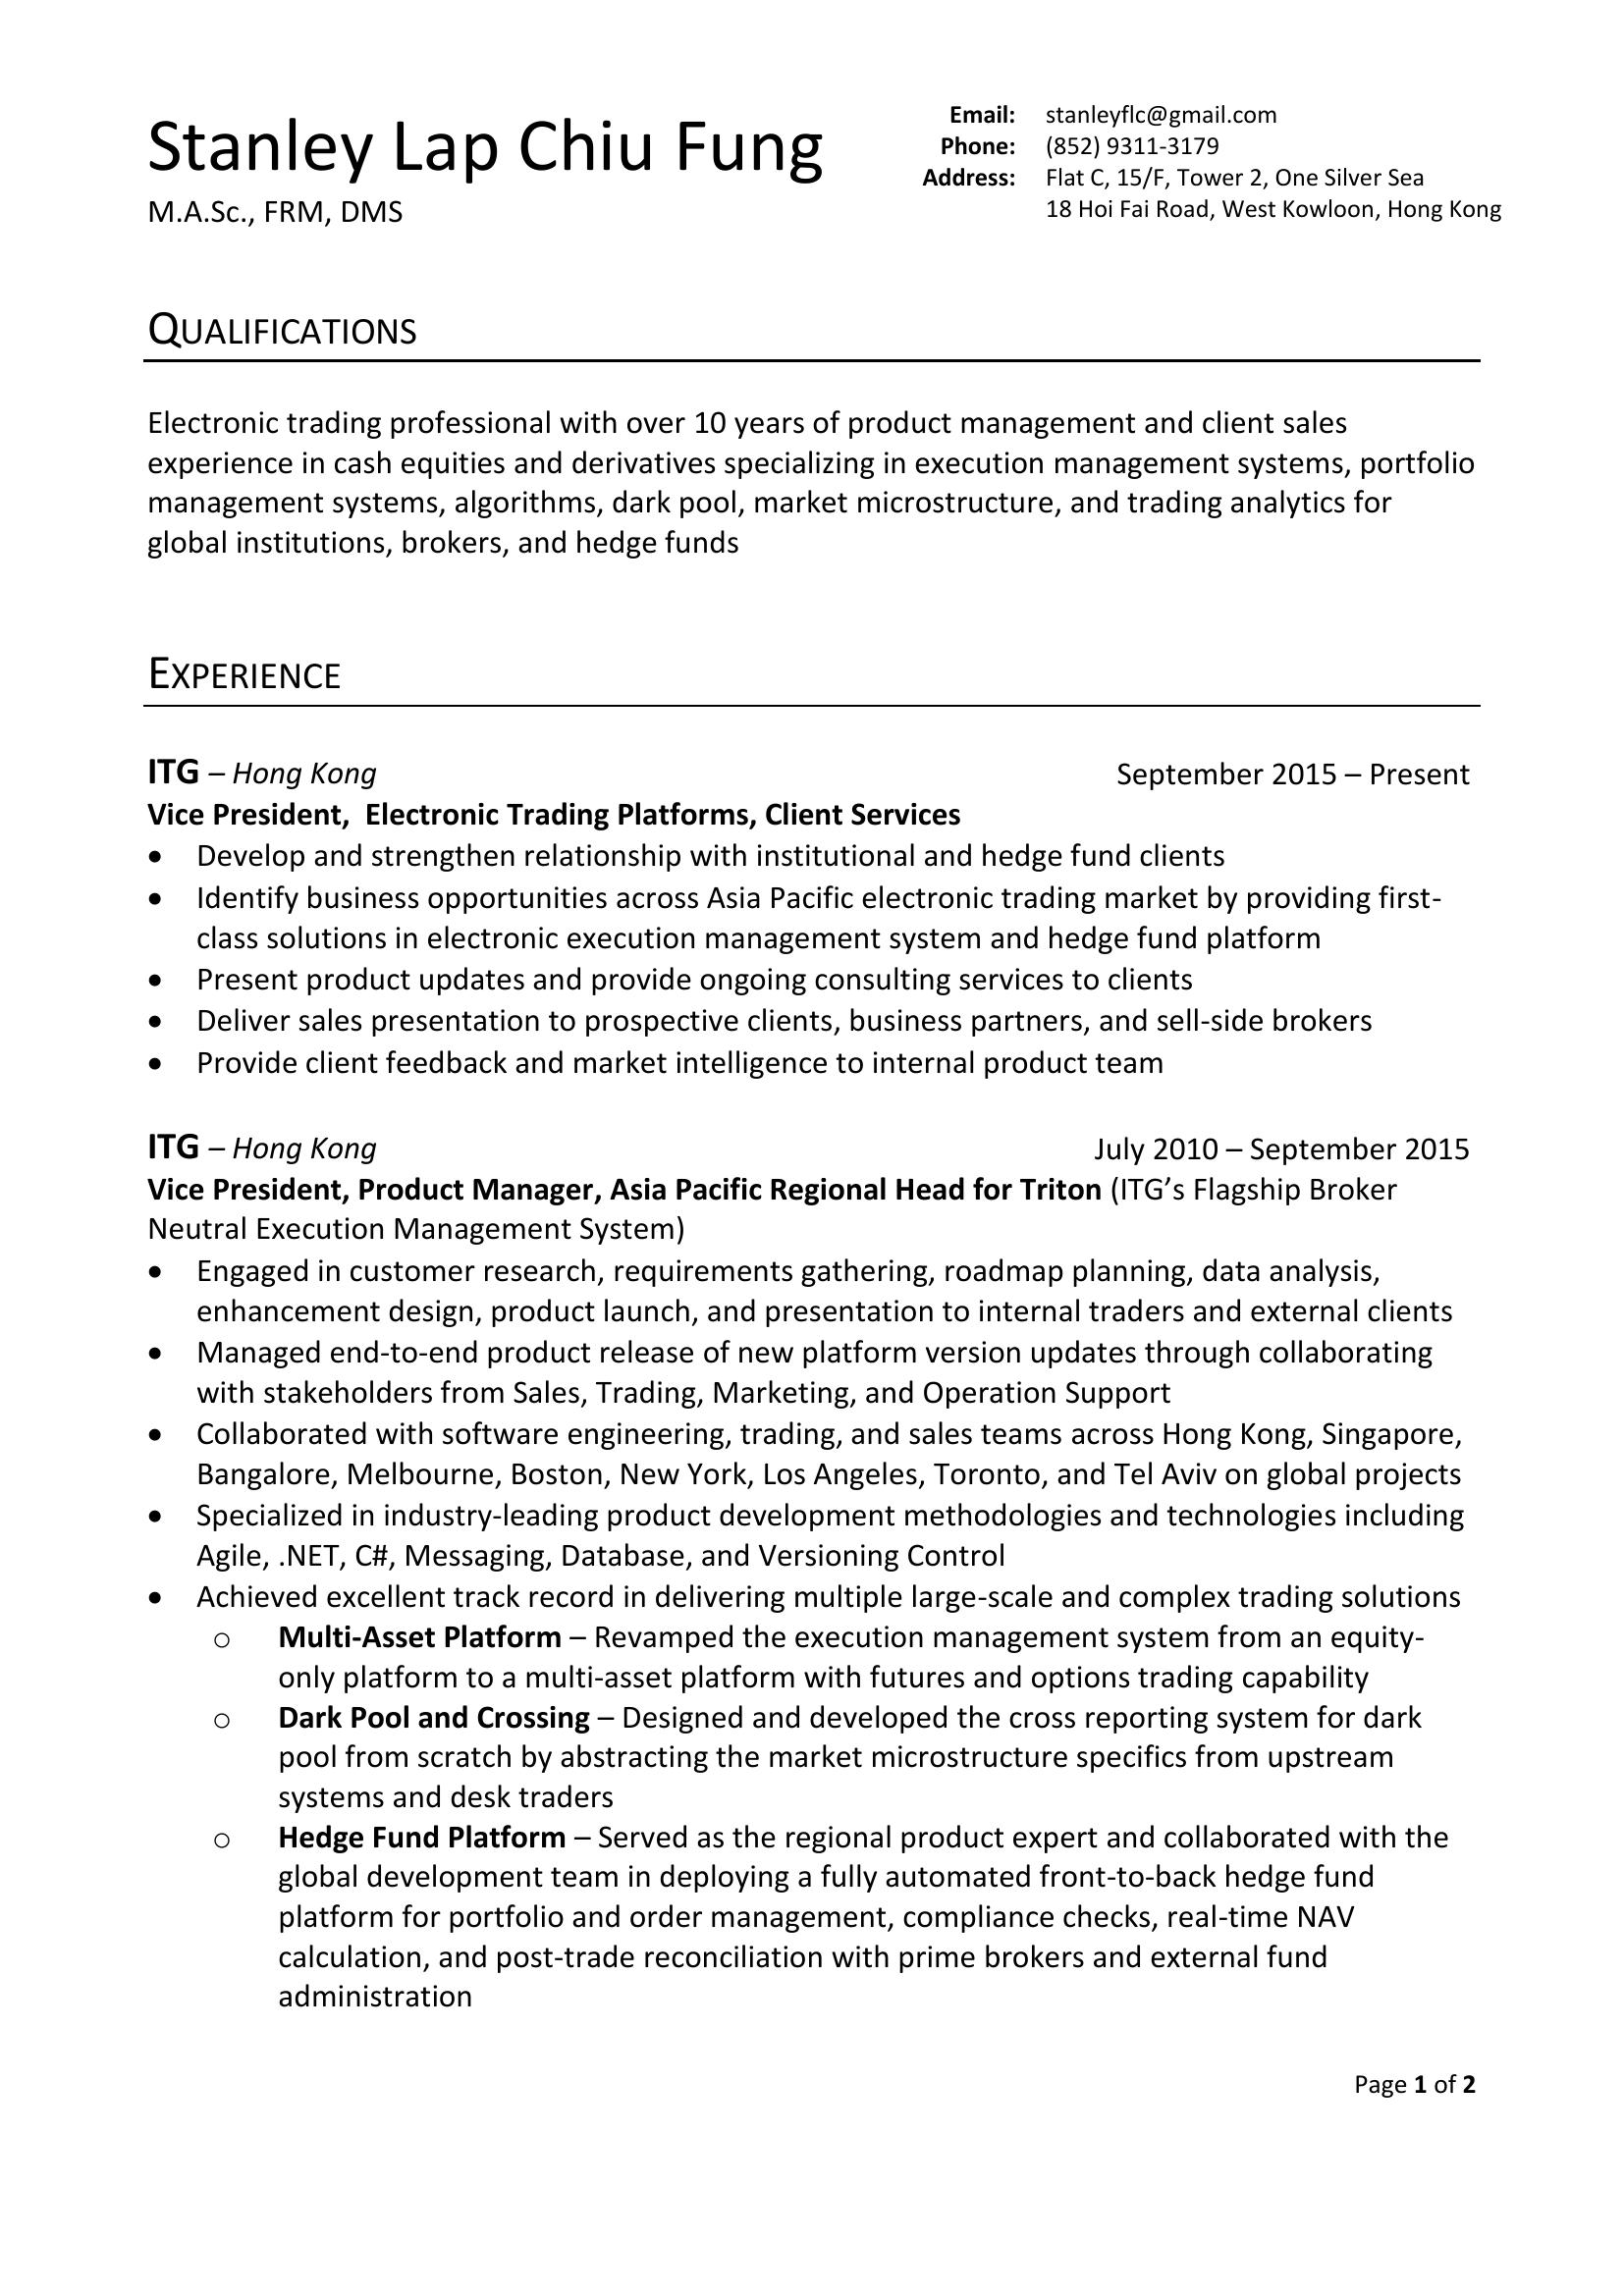 Stanley Lap Chiu Fung
M.A.Sc., FRM, DMS
Email: stanleyflc@gmail.com
Phone: (852) 9311-3179
Address: Flat C, 15/F, Tower 2, One Silver Sea
18 Hoi Fai Road, West Kowloon, Hong Kong
QUALIFICATIONS
Electronic trading professional with over 10 years of product management and client sales
experience in cash equities and derivatives specializing in execution management systems, portfolio
management systems, algorithms, dark pool, market microstructure, and trading analytics for
global institutions, brokers, and hedge funds
EXPERIENCE
ITG – Hong Kong September 2015 – Present
Vice President, Electronic Trading Platforms, Client Services
• Develop and strengthen relationship with institutional and hedge fund clients
• Identify business opportunities across Asia Pacific electronic trading market by providing first-
class solutions in electronic execution management system and hedge fund platform
• Present product updates and provide ongoing consulting services to clients
• Deliver sales presentation to prospective clients, business partners, and sell-side brokers
• Provide client feedback and market intelligence to internal product team
ITG – Hong Kong July 2010 – September 2015
Vice President, Product Manager, Asia Pacific Regional Head for Triton (ITG’s Flagship Broker
Neutral Execution Management System)
• Engaged in customer research, requirements gathering, roadmap planning, data analysis,
enhancement design, product launch, and presentation to internal traders and external clients
• Managed end-to-end product release of new platform version updates through collaborating
with stakeholders from Sales, Trading, Marketing, and Operation Support
• Collaborated with software engineering, trading, and sales teams across Hong Kong, Singapore,
Bangalore, Melbourne, Boston, New York, Los Angeles, Toronto, and Tel Aviv on global projects
• Specialized in industry-leading product development methodologies and technologies including
Agile, .NET, C#, Messaging, Database, and Versioning Control
• Achieved excellent track record in delivering multiple large-scale and complex trading solutions
o Multi-Asset Platform – Revamped the execution management system from an equity-
only platform to a multi-asset platform with futures and options trading capability
o Dark Pool and Crossing – Designed and developed the cross reporting system for dark
pool from scratch by abstracting the market microstructure specifics from upstream
systems and desk traders
o Hedge Fund Platform – Served as the regional product expert and collaborated with the
global development team in deploying a fully automated front-to-back hedge fund
platform for portfolio and order management, compliance checks, real-time NAV
calculation, and post-trade reconciliation with prime brokers and external fund
administration
Page 1 of 2